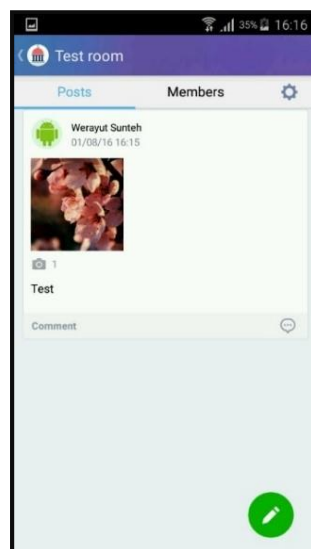 35% 16:16
Test room
Posts Members
Werayut Sunteh
01/08/16 16:15
1
Test
Comment